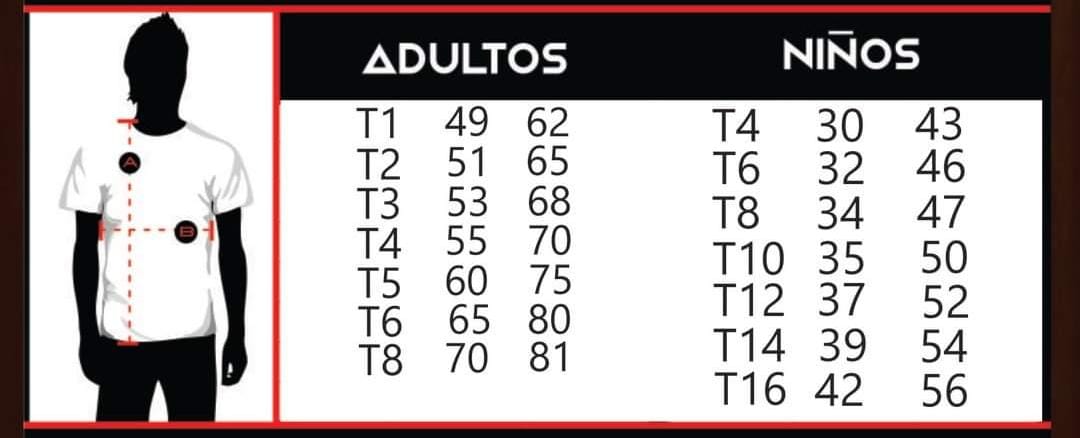 A
B
ADULTOS
T1 49 62
T2 51 65
T3 53 68
T4 55 70
T5 60 75
T6 65 80
T8 70 81
NIÑOS
T4 30 43
T6 32 46
T8 34 47
T10 35 50
T12 37 52
T14 39 54
T16 42 56